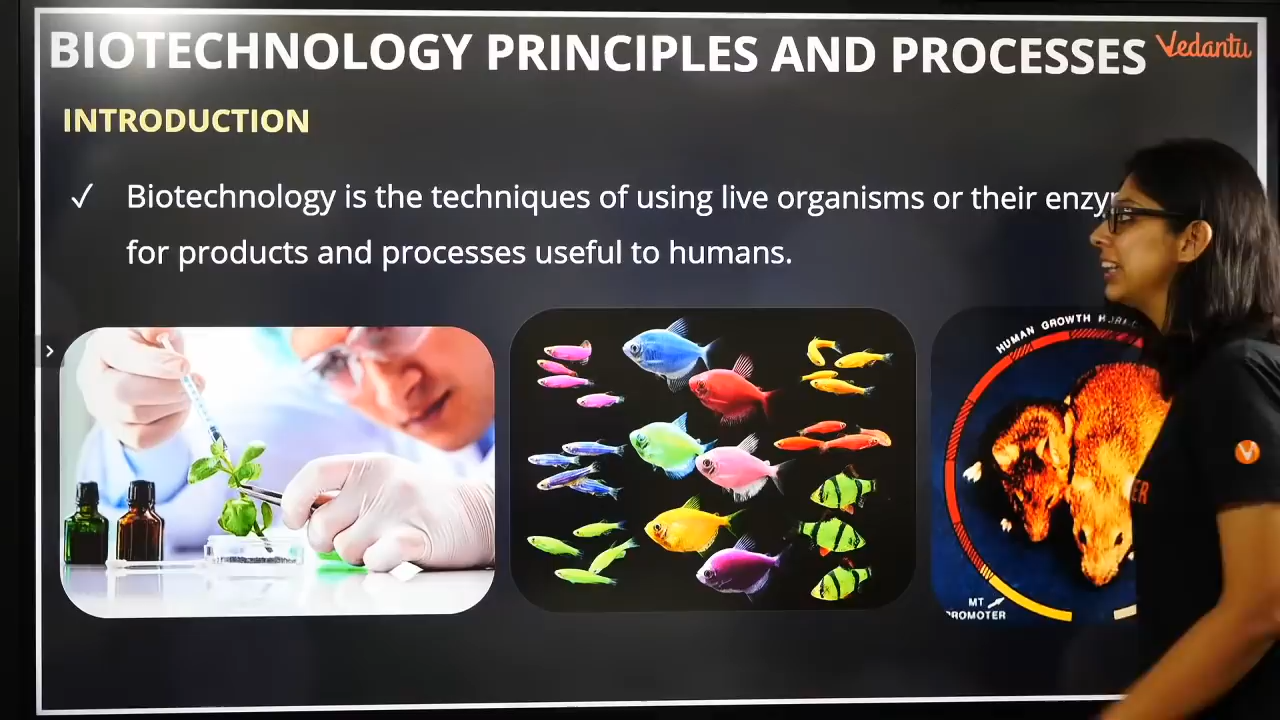 BIOTECHNOLOGY PRINCIPLES AND PROCESSES
Vedantu
INTRODUCTION
✓ Biotechnology is the techniques of using live organisms or their
for products and processes useful to humans.
HUMAN GROWTH
MT
PROMOTER